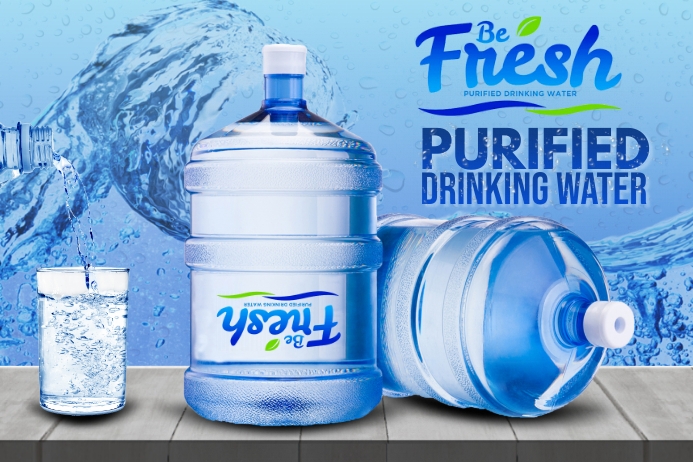 Be
Fresh
PURIFIED DRINKING WATER
PURIFIED
DRINKING WATER
Be
Fresh
PURIFIED DRINKING WATER